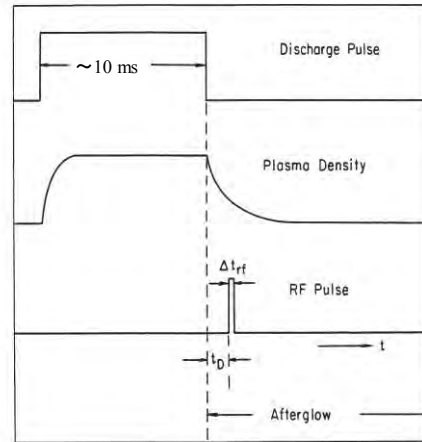 Discharge Pulse
~10 ms
Plasma Density
Δt_rf
RF Pulse
t
t_D
Afterglow